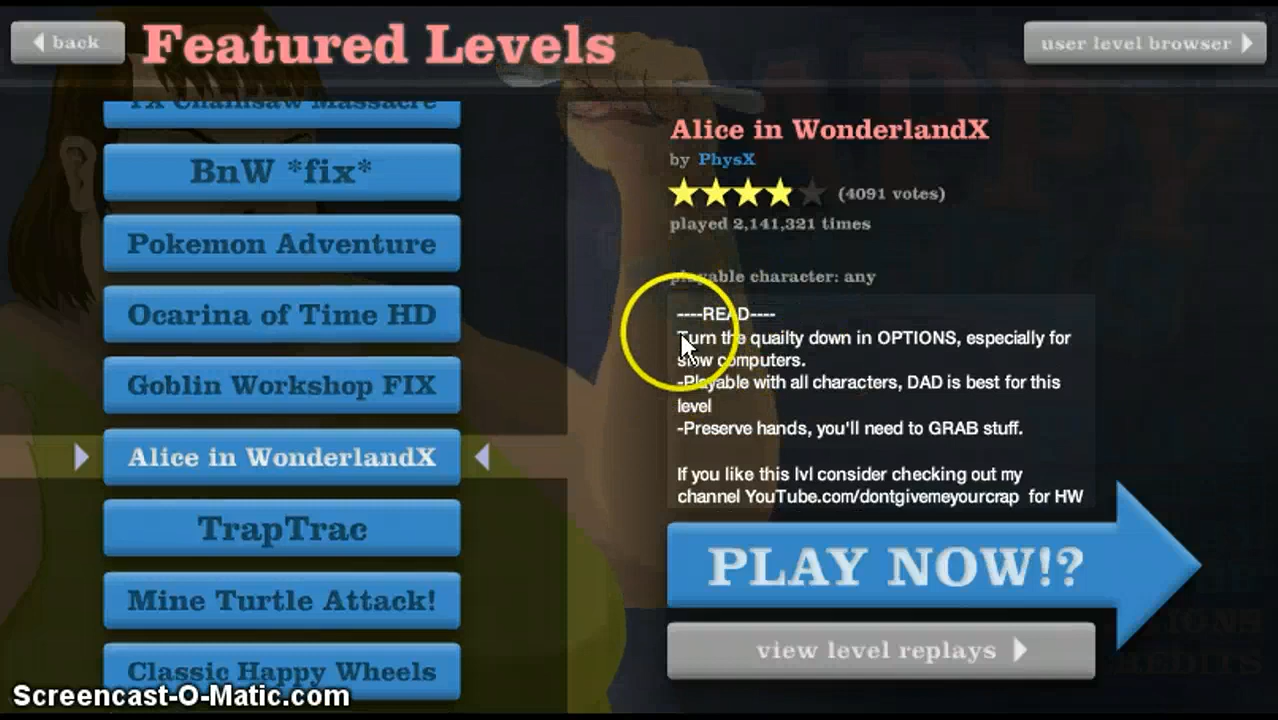 back
Featured Levels
user level browser
TX Chainsaw Massacre
BnW *fix*
Pokemon Adventure
Ocarina of Time HD
Goblin Workshop FIX
Alice in WonderlandX
TrapTrac
Mine Turtle Attack!
Classic Happy Wheels
Alice in WonderlandX
by PhysX
(4091 votes)
played 2,141,321 times
playable character: any
----READ----
Turn the quailty down in OPTIONS, especially for
slow computers.
-Playable with all characters, DAD is best for this
level
-Preserve hands, you'll need to GRAB stuff.
If you like this lvl consider checking out my
channel YouTube.com/dontgivemeyourcrap for HW
PLAY NOW!?
view level replays
Screencast-O-Matic.com